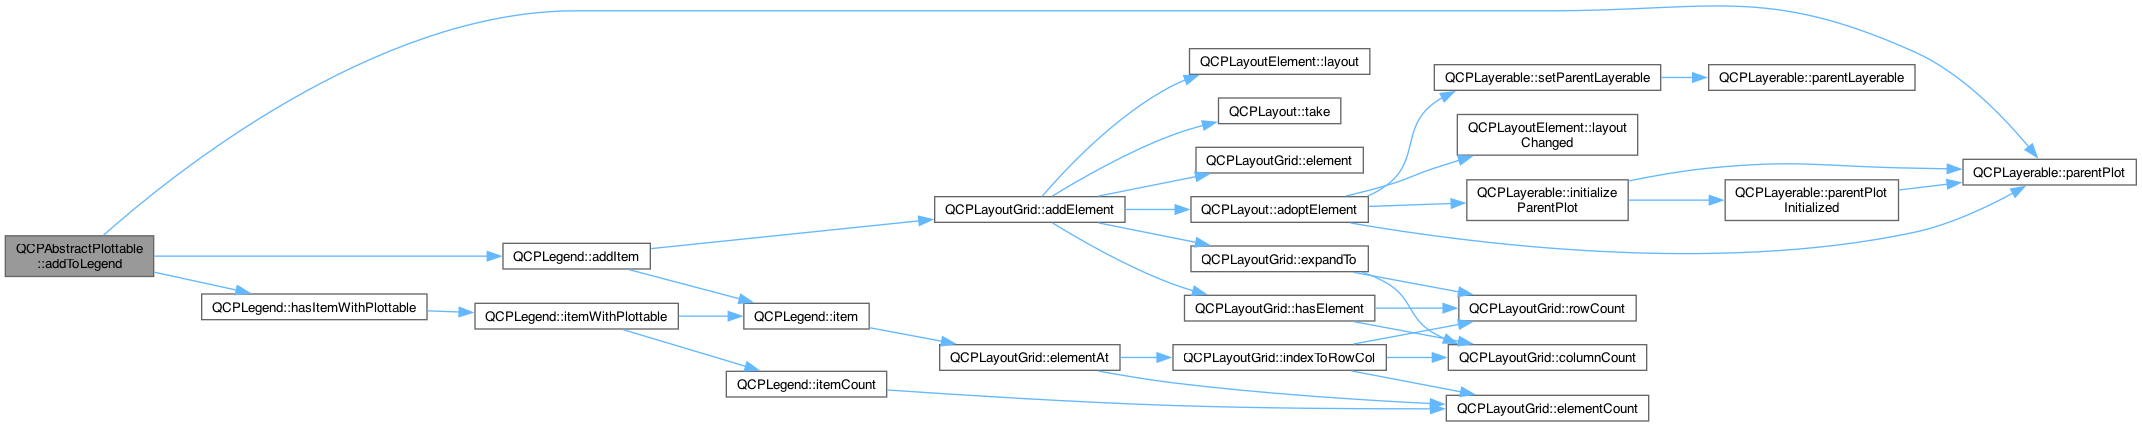 QCPAbstractPlottable
::addToLegend
QCPLegend::addItem
QCPLegend::hasItemWithPlottable
QCPLegend::itemWithPlottable
QCPLegend::item
QCPLegend::itemCount
QCPLayoutGrid::addElement
QCPLayoutGrid::elementAt
QCPLayoutElement::layout
QCPLayout::take
QCPLayoutGrid::element
QCPLayout::adoptElement
QCPLayoutGrid::expandTo
QCPLayoutGrid::hasElement
QCPLayoutGrid::indexToRowCol
QCPLayerable::setParentLayerable
QCPLayoutElement::layout
Changed
QCPLayerable::initialize
ParentPlot
QCPLayoutGrid::rowCount
QCPLayoutGrid::columnCount
QCPLayoutGrid::elementCount
QCPLayerable::parentLayerable
QCPLayerable::parentPlot
Initialized
QCPLayerable::parentPlot